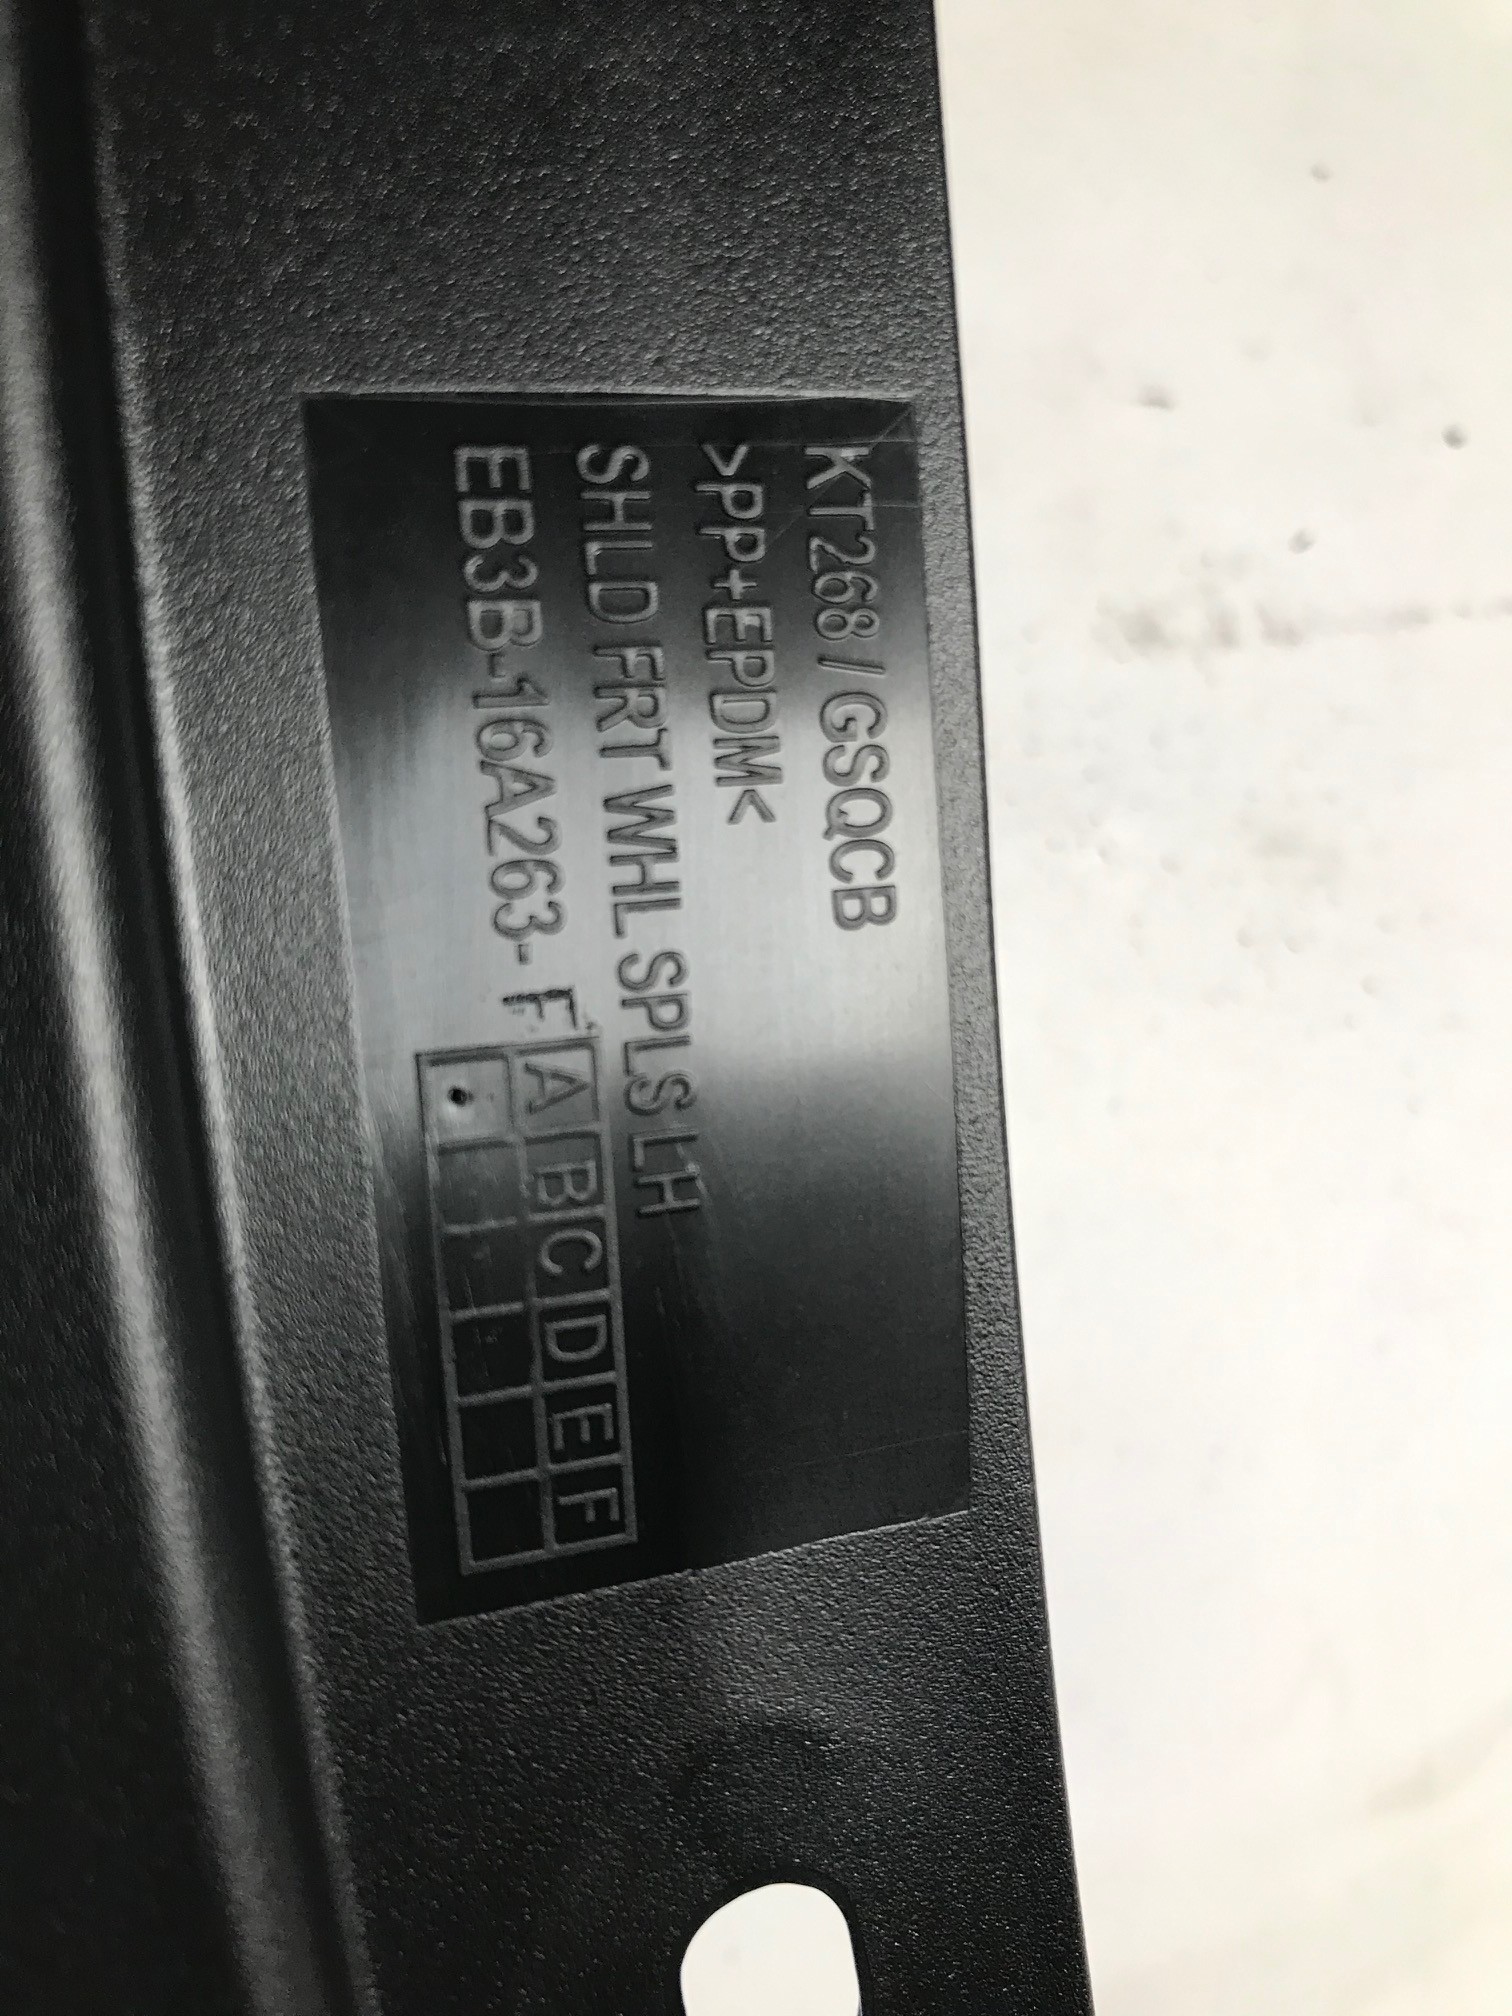 KT268 / GSQCB
>PP+EPDM<
SHLD FRT WHL SPLS LH
EB3B-16A263- F
A B C D E F